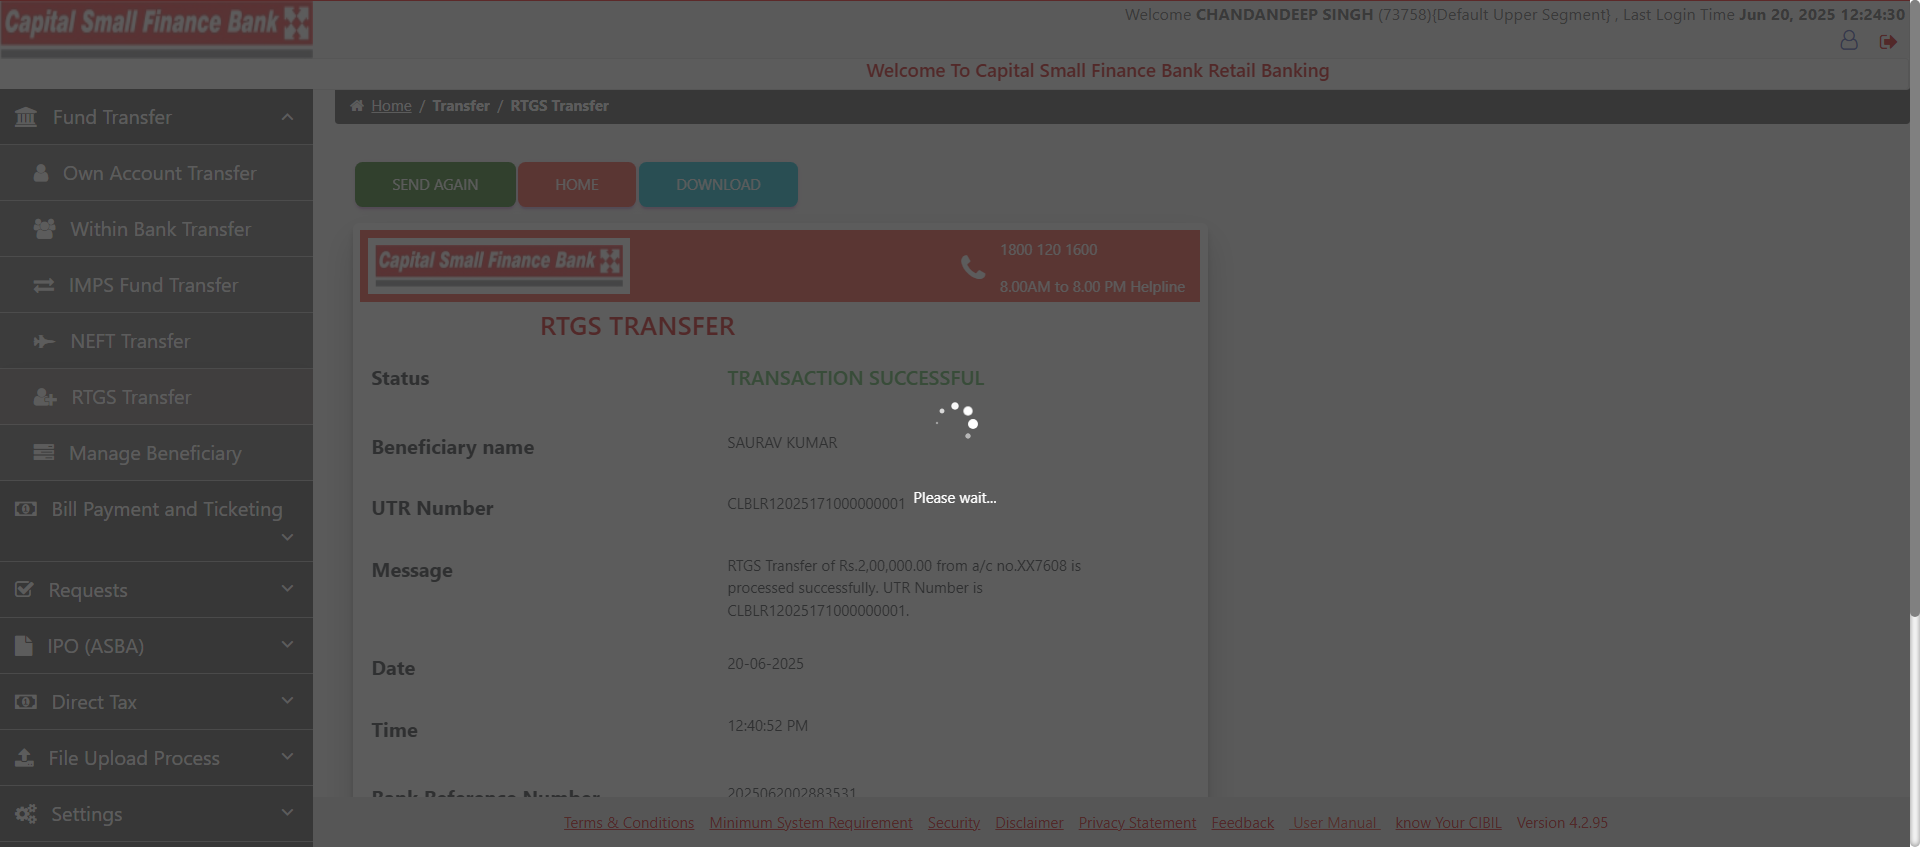 Capital Small Finance Bank
Welcome CHANDANDEEP SINGH (73758){Default Upper Segment} , Last Login Time Jun 20, 2025 12:24:30
Welcome To Capital Small Finance Bank Retail Banking
Fund Transfer
Own Account Transfer
Within Bank Transfer
IMPS Fund Transfer
NEFT Transfer
RTGS Transfer
Manage Beneficiary
Bill Payment and Ticketing
Requests
IPO (ASBA)
Direct Tax
File Upload Process
Settings
Home / Transfer / RTGS Transfer
SEND AGAIN HOME DOWNLOAD
Capital Small Finance Bank
1800 120 1600
8.00AM to 8.00 PM Helpline
RTGS TRANSFER
Status TRANSACTION SUCCESSFUL
Beneficiary name SAURAV KUMAR
UTR Number CLBLR12025171000000001
Please wait...
Message RTGS Transfer of Rs.2,00,000.00 from a/c no.XX7608 is
processed successfully. UTR Number is
CLBLR12025171000000001.
Date 20-06-2025
Time 12:40:52 PM
Bank Reference Number 2025062002883531
Terms & Conditions Minimum System Requirement Security Disclaimer Privacy Statement Feedback User Manual know Your CIBIL Version 4.2.95